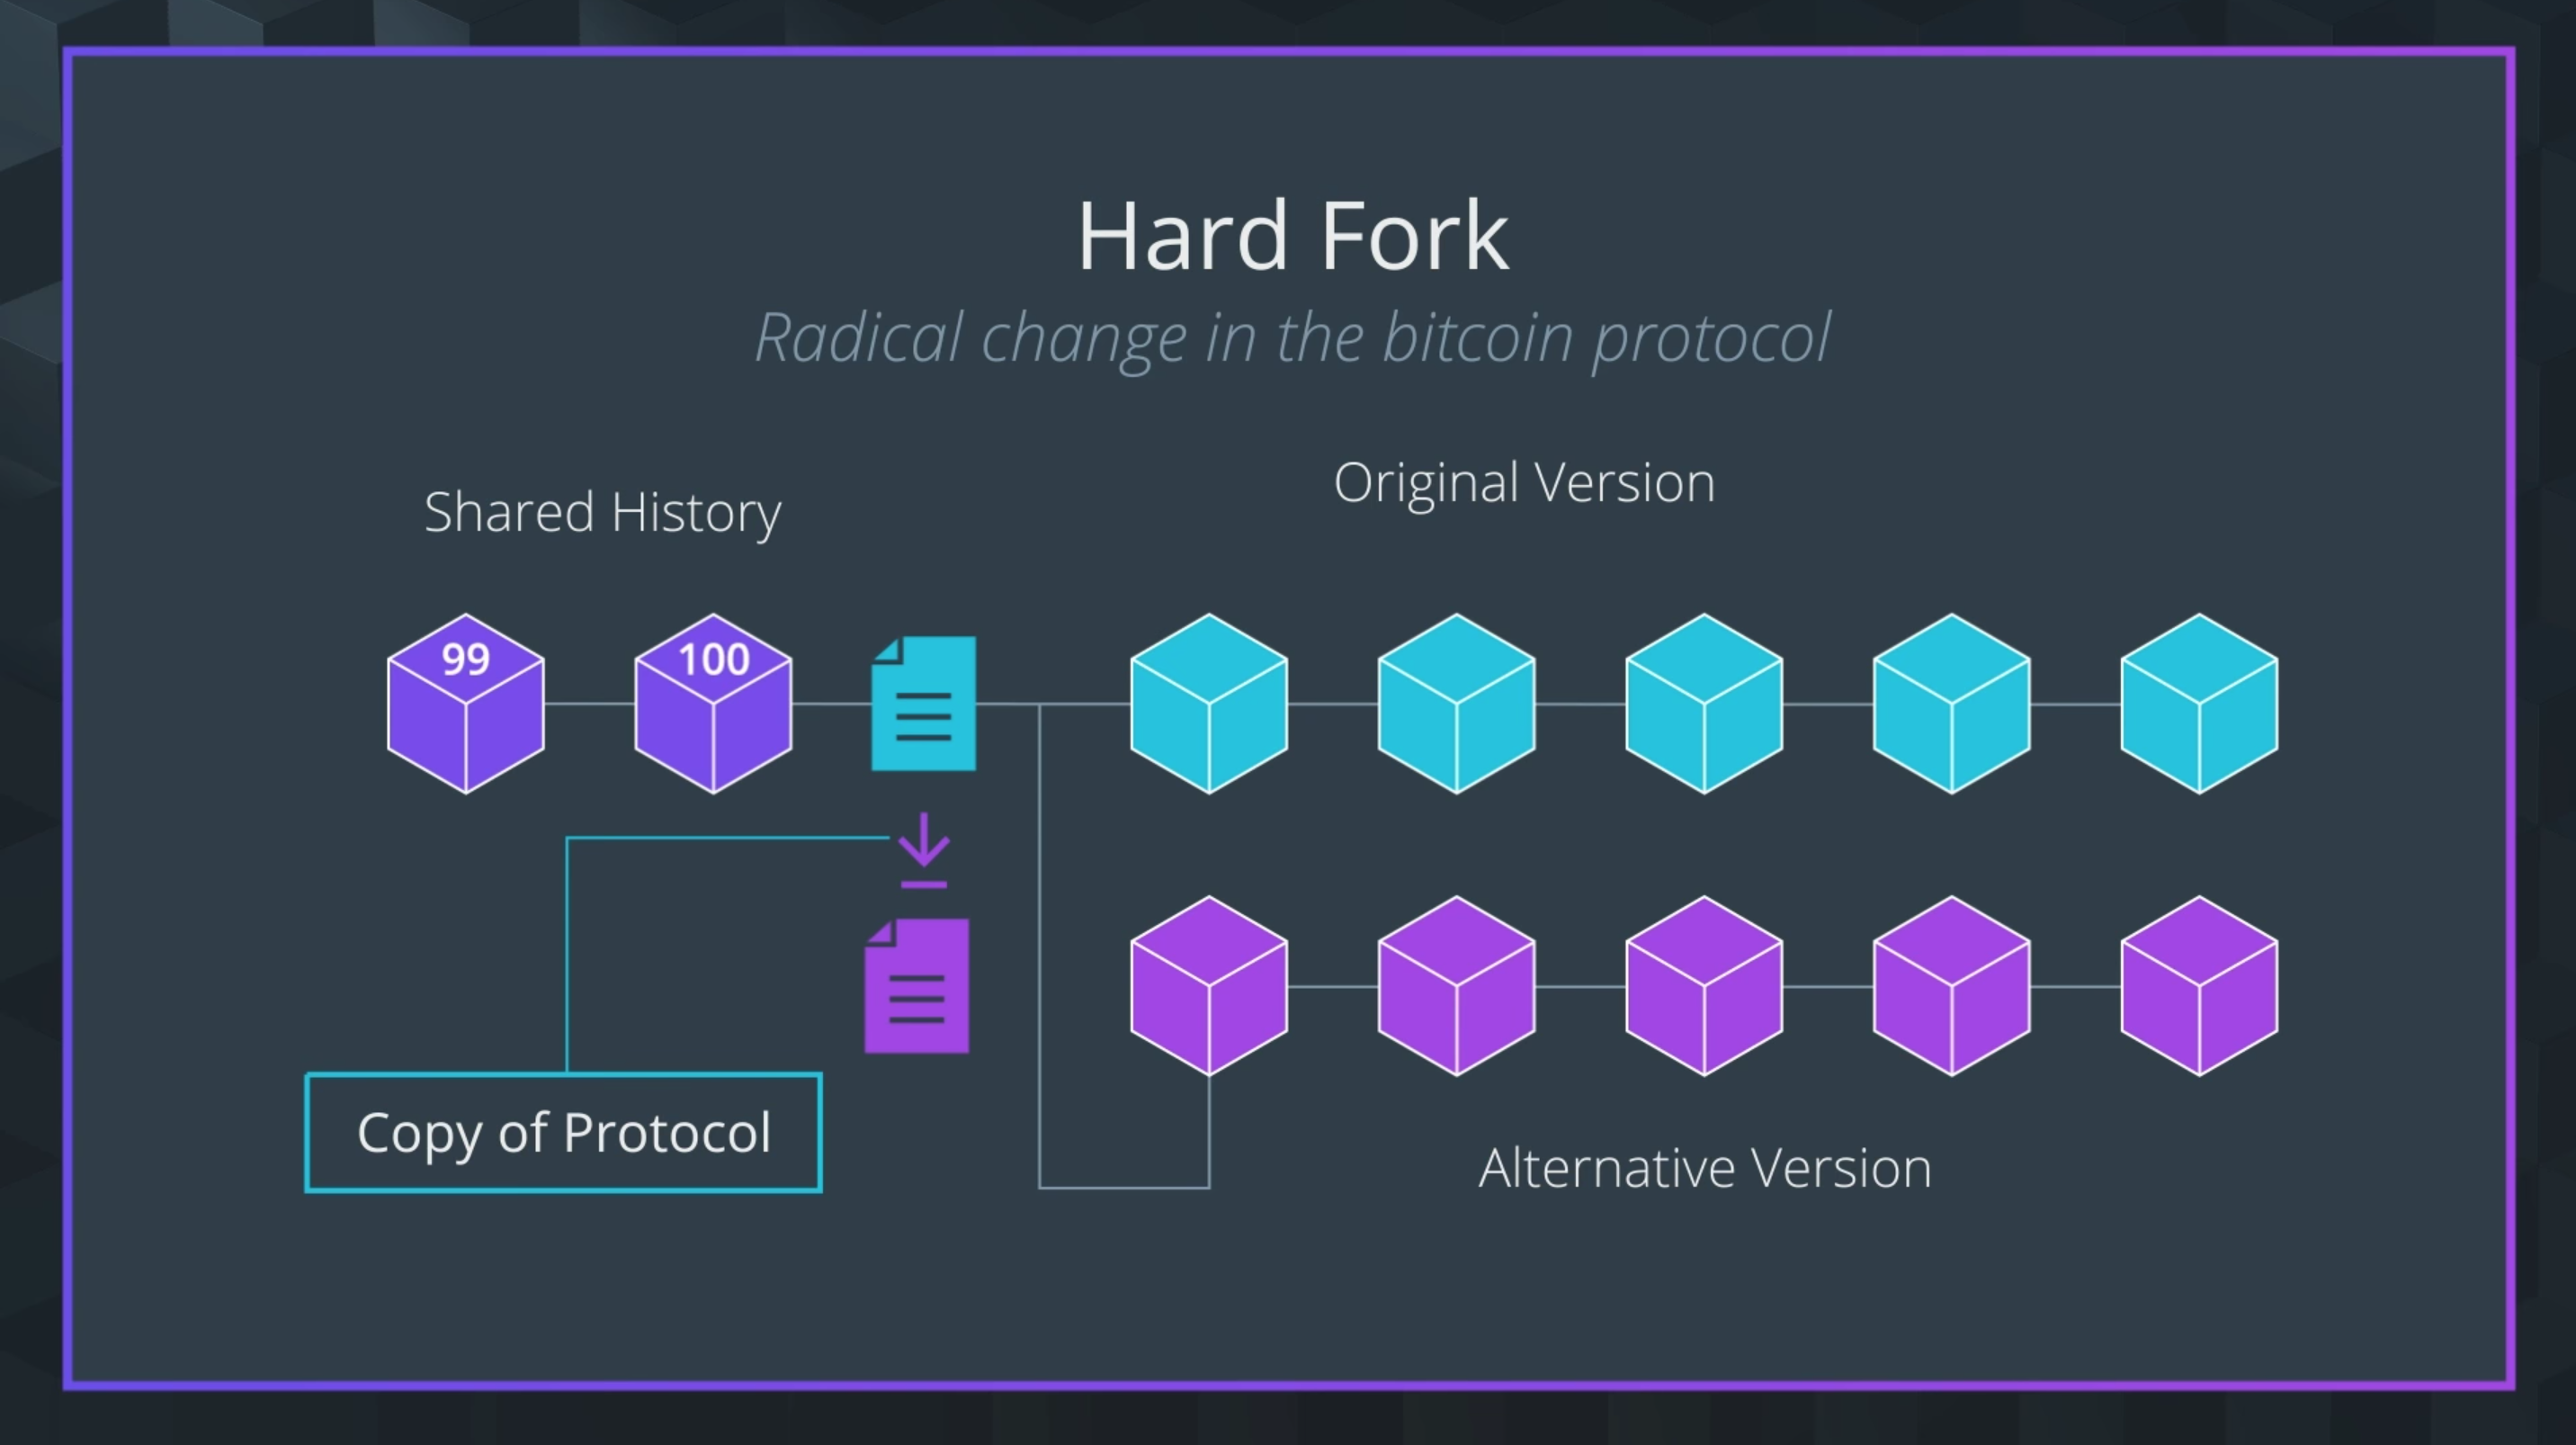 Hard Fork
Radical change in the bitcoin protocol
Shared History
Original Version
99
100
Copy of Protocol
Alternative Version